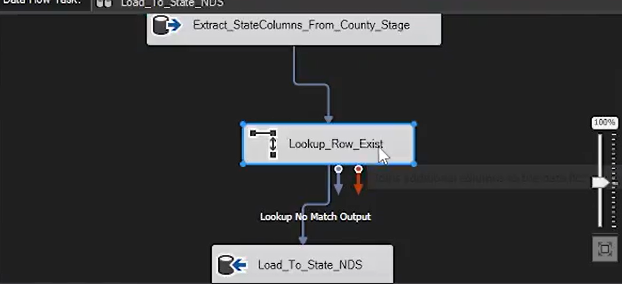 Data Flow Task:
Load_To_State_NDS
Extract_StateColumns_From_County_Stage
100%
Lookup_Row_Exist
Lookup No Match Output
Load_To_State_NDS